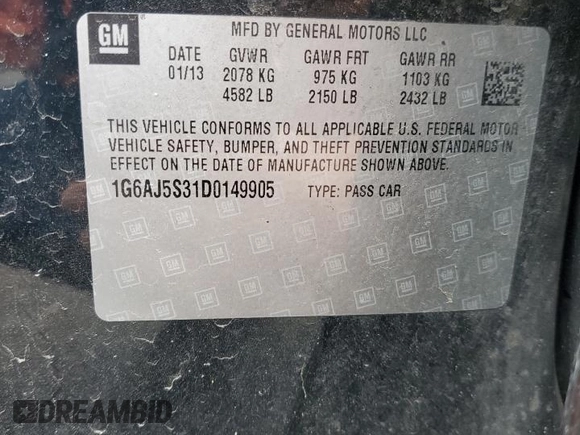 GM
MFD BY GENERAL MOTORS LLC
DATE GVWR GAWR FRT GAWR RR
01/13 2078 KG 975 KG 1103 KG
4582 LB 2150 LB 2432 LB
THIS VEHICLE CONFORMS TO ALL APPLICABLE U.S. FEDERAL MOTOR
VEHICLE SAFETY, BUMPER, AND THEFT PREVENTION STANDARDS IN
EFFECT ON THE DATE OF MANUFACTURE SHOWN ABOVE.
1G6AJ5S31D0149905 TYPE: PASS CAR
DREAMBID